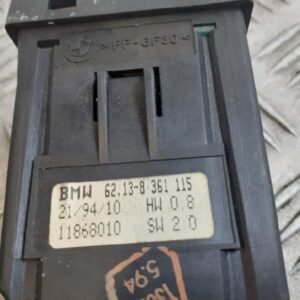 > PP-GF30 <
BMW 62.13-8 361 115
21/94/10 HW 0.8
11868010 SW 2.0
5.94